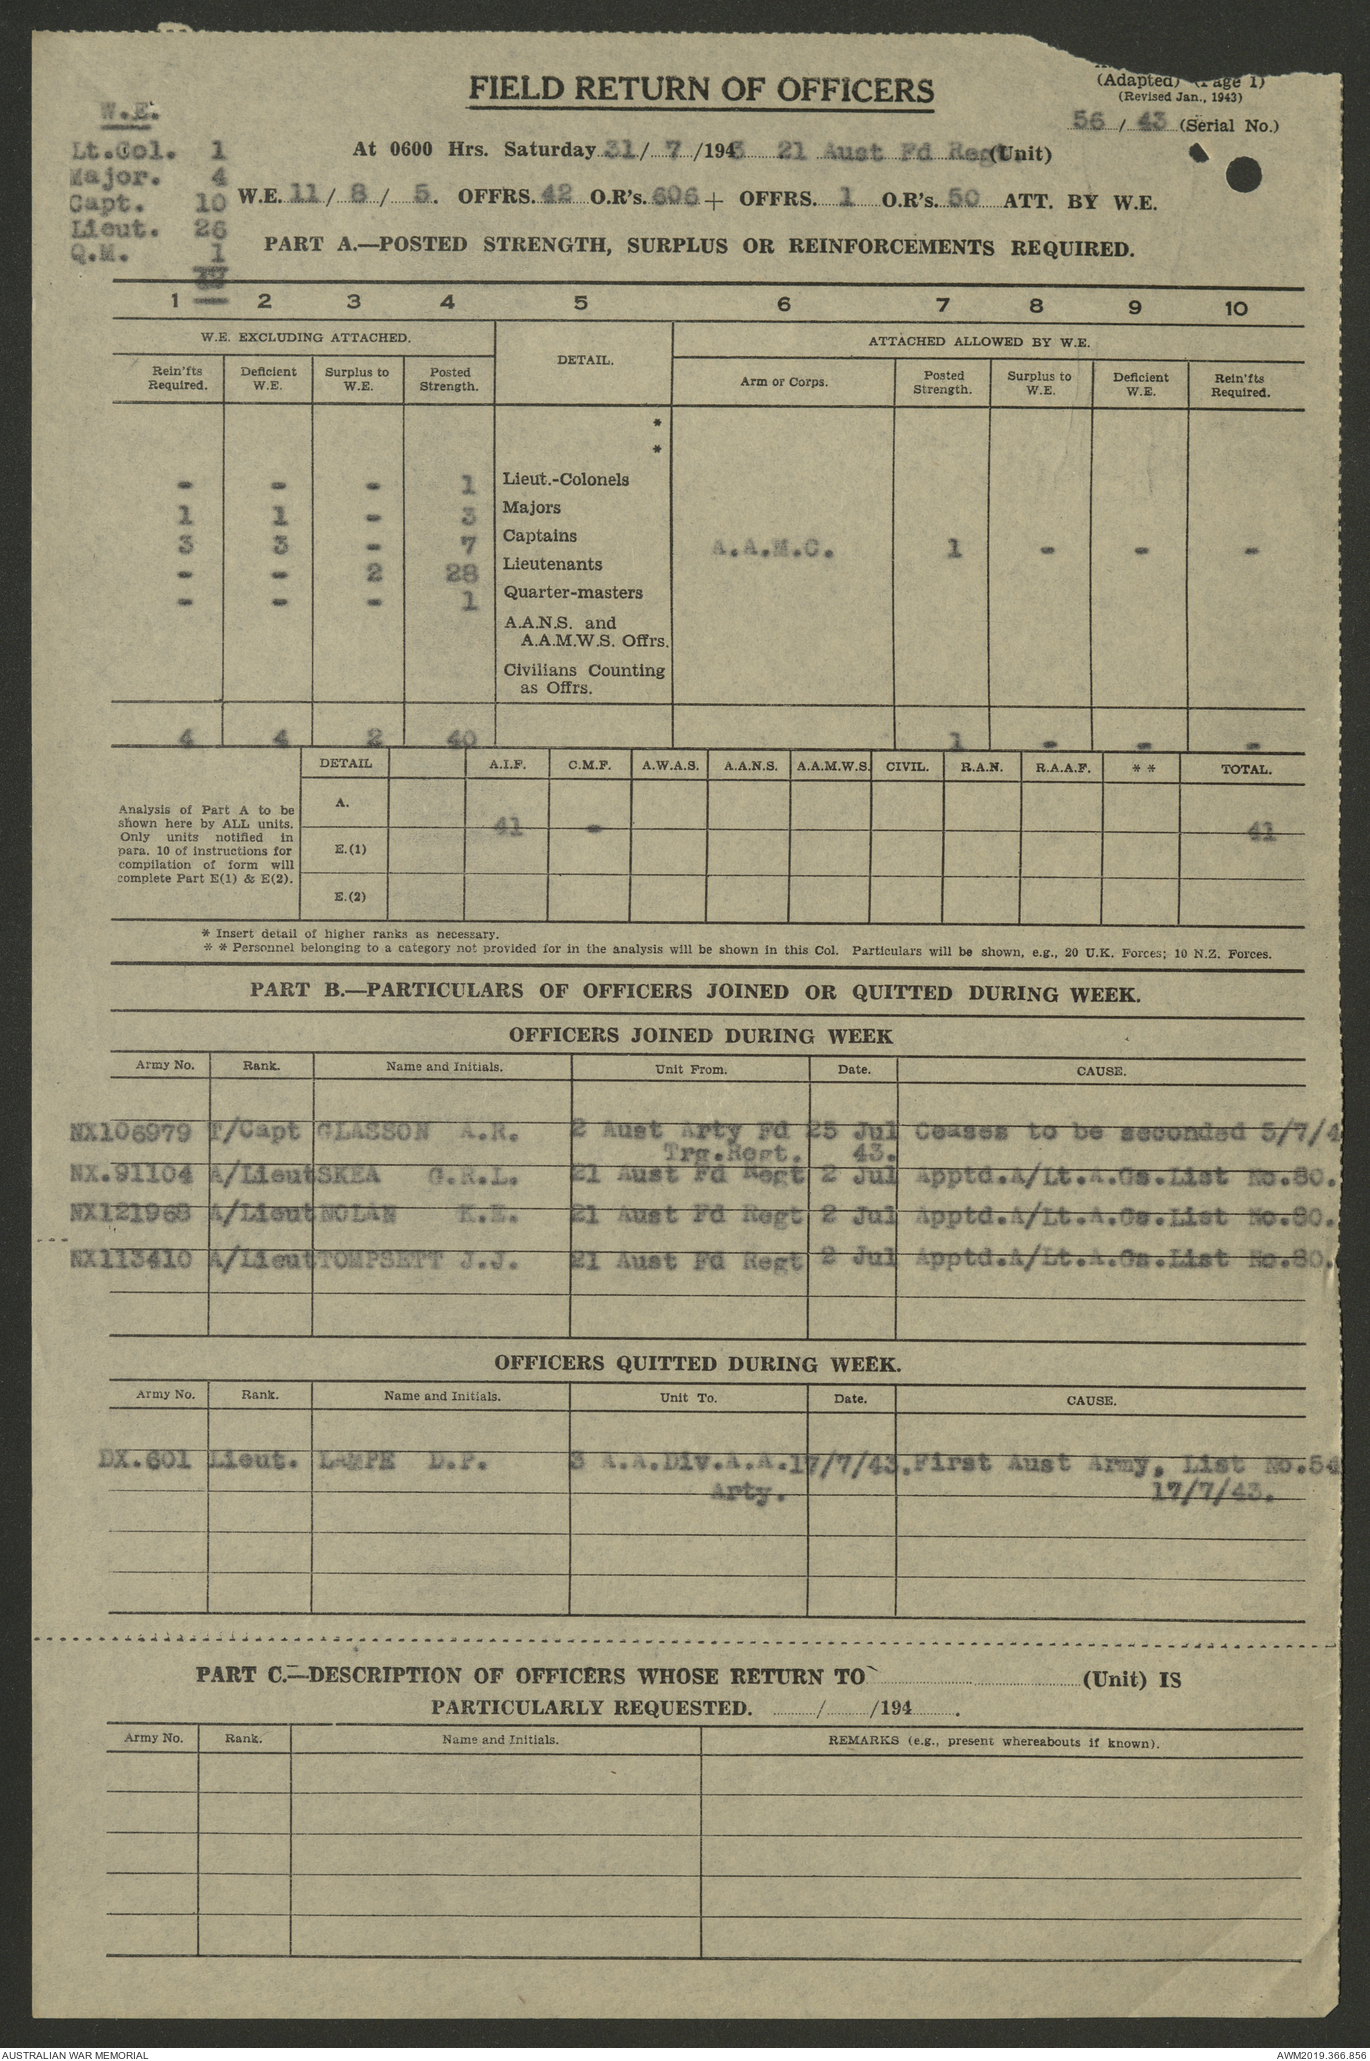 (Adapted) (Page 1)
FIELD RETURN OF OFFICERS
(Revised Jan., 1943)
W.E.
56 / 43 (Serial No.)
Lt.Col. 1
At 0600 Hrs. Saturday 31/ 7 /1943 21 Aust Fd Regt (Unit)
Major. 4
W.E. 11 / 8 / 5. OFFRS. 42 O.R's. 606 + OFFRS. 1 O.R's. 50 ATT. BY W.E.
Capt. 10
Lieut. 26
PART A.—POSTED STRENGTH, SURPLUS OR REINFORCEMENTS REQUIRED.
Q.M. 1
1 2 3 4 5 6 7 8 9 10
W.E. EXCLUDING ATTACHED. DETAIL. ATTACHED ALLOWED BY W.E.
Rein'fts Required. Deficient W.E. Surplus to W.E. Posted Strength. Arm or Corps. Posted Strength. Surplus to W.E. Deficient W.E. Rein'fts Required.
*
*
- - - 1 Lieut.-Colonels
1 1 - 3 Majors
3 3 - 7 Captains A.A.M.C. 1 - - -
- - 2 28 Lieutenants
- - - 1 Quarter-masters
A.A.N.S. and
A.A.M.W.S. Offrs.
Civilians Counting
as Offrs.
4 4 2 40 1 - - -
DETAIL A.I.F. C.M.F. A.W.A.S. A.A.N.S. A.A.M.W.S. CIVIL. R.A.N. R.A.A.F. * * TOTAL.
Analysis of Part A to be
shown here by ALL units.
Only units notified in
para. 10 of instructions for
compilation of form will
complete Part E(1) & E(2).
A. 41 - 41
E.(1)
E.(2)
* Insert detail of higher ranks as necessary.
* * Personnel belonging to a category not provided for in the analysis will be shown in this Col. Particulars will be shown, e.g., 20 U.K. Forces; 10 N.Z. Forces.
PART B.—PARTICULARS OF OFFICERS JOINED OR QUITTED DURING WEEK.
OFFICERS JOINED DURING WEEK
Army No. Rank. Name and Initials. Unit From. Date. CAUSE.
NX106979 T/Capt GLASSON A.R. 2 Aust Arty Fd 25 Jul Ceases to be seconded 5/7/4
Trg.Regt. 43.
NX.91104 A/Lieut SKEA G.R.L. 21 Aust Fd Regt 2 Jul Apptd.A/Lt.A.Gs.List No.80.
NX121968 A/Lieut NOLAN K.E. 21 Aust Fd Regt 2 Jul Apptd.A/Lt.A.Gs.List No.80.
NX113410 A/Lieut TOMPSETT J.J. 21 Aust Fd Regt 2 Jul Apptd.A/Lt.A.Gs.List No.80.
OFFICERS QUITTED DURING WEEK.
Army No. Rank. Name and Initials. Unit To. Date. CAUSE.
DX.601 Lieut. LAMPE D.P. 3 A.A.Div.A.A. 17/7/43. First Aust Army, List No.54
Arty. 17/7/43.
PART C.—DESCRIPTION OF OFFICERS WHOSE RETURN TO (Unit) IS
PARTICULARLY REQUESTED. / /194 .
Army No. Rank. Name and Initials. REMARKS (e.g., present whereabouts if known).
AUSTRALIAN WAR MEMORIAL AWM2019.366.856